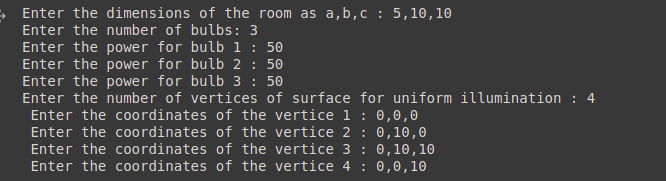 Enter the dimensions of the room as a,b,c : 5,10,10
Enter the number of bulbs: 3
Enter the power for bulb 1 : 50
Enter the power for bulb 2 : 50
Enter the power for bulb 3 : 50
Enter the number of vertices of surface for uniform illumination : 4
Enter the coordinates of the vertice 1 : 0,0,0
Enter the coordinates of the vertice 2 : 0,10,0
Enter the coordinates of the vertice 3 : 0,10,10
Enter the coordinates of the vertice 4 : 0,0,10